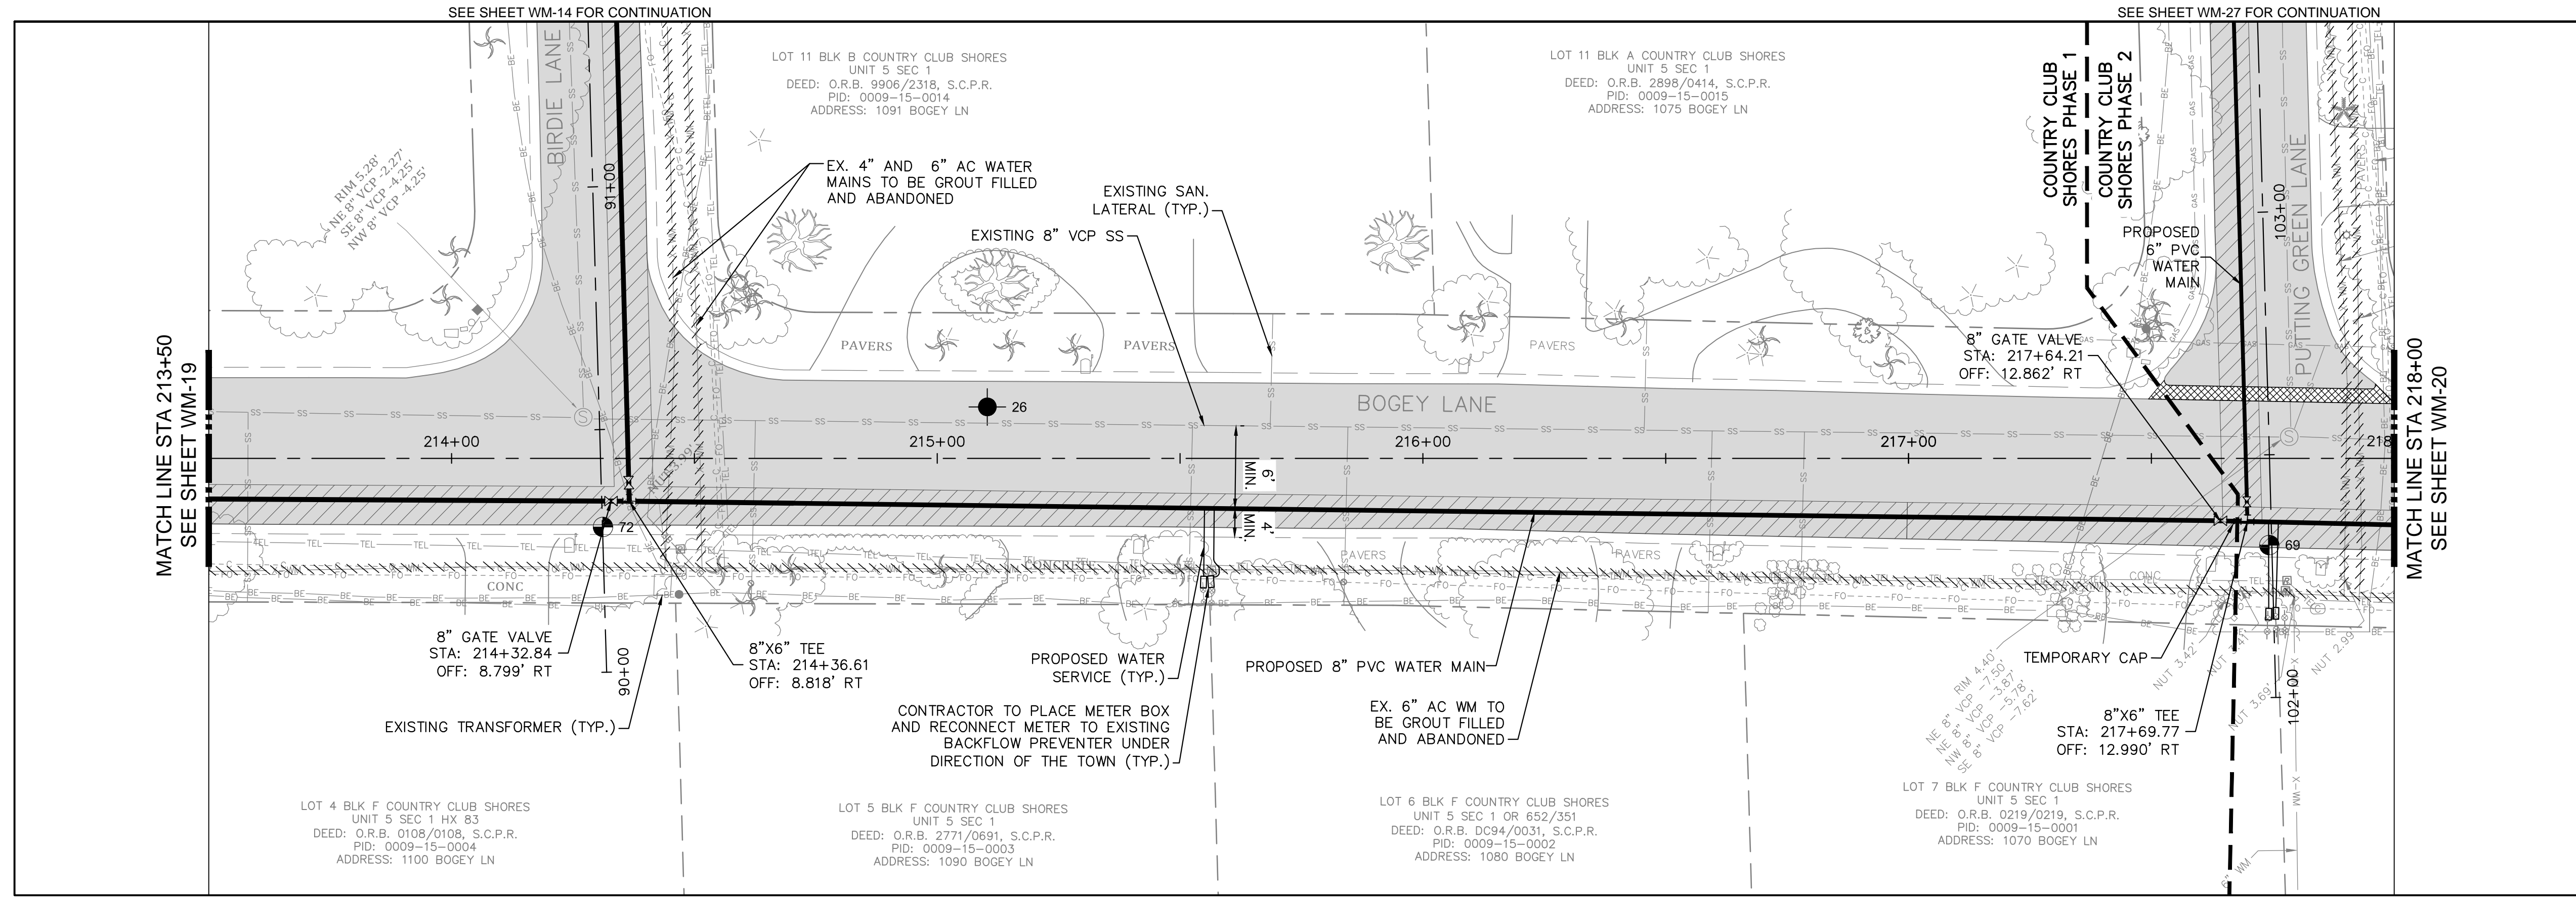 SEE SHEET WM-14 FOR CONTINUATION
SEE SHEET WM-27 FOR CONTINUATION
LOT 11 BLK B COUNTRY CLUB SHORES
UNIT 5 SEC 1
DEED: O.R.B. 9906/2318, S.C.P.R.
PID: 0009-15-0014
ADDRESS: 1091 BOGEY LN
LOT 11 BLK A COUNTRY CLUB SHORES
UNIT 5 SEC 1
DEED: O.R.B. 2898/0414, S.C.P.R.
PID: 0009-15-0015
ADDRESS: 1075 BOGEY LN
BIRDIE LANE
91+00
COUNTRY CLUB
SHORES PHASE 1
COUNTRY CLUB
SHORES PHASE 2
PUTTING GREEN LANE
103+00
RIM 5.28'
NE 8" VCP -2.27'
SE 8" VCP -4.25'
NW 8" VCP -4.25'
EX. 4" AND 6" AC WATER
MAINS TO BE GROUT FILLED
AND ABANDONED
EXISTING SAN.
LATERAL (TYP.)
EXISTING 8" VCP SS
PROPOSED
6" PVC
WATER
MAIN
PAVERS
PAVERS
PAVERS
8" GATE VALVE
STA: 217+64.21
OFF: 12.862' RT
MATCH LINE STA 213+50
SEE SHEET WM-19
MATCH LINE STA 218+00
SEE SHEET WM-20
26
BOGEY LANE
214+00
215+00
216+00
217+00
218
6'
MIN.
4'
MIN.
72
69
CONC
CONCRETE
PAVERS
PAVERS
CONC
8" GATE VALVE
STA: 214+32.84
OFF: 8.799' RT
90+00
8"X6" TEE
STA: 214+36.61
OFF: 8.818' RT
EXISTING TRANSFORMER (TYP.)
PROPOSED WATER
SERVICE (TYP.)
CONTRACTOR TO PLACE METER BOX
AND RECONNECT METER TO EXISTING
BACKFLOW PREVENTER UNDER
DIRECTION OF THE TOWN (TYP.)
PROPOSED 8" PVC WATER MAIN
EX. 6" AC WM TO
BE GROUT FILLED
AND ABANDONED
TEMPORARY CAP
RIM 4.40'
NE 8" VCP -7.50'
NE 8" VCP -3.87'
NW 8" VCP -5.78'
SE 8" VCP -7.62'
NUT 3.42'
NUT 3.69'
NUT 2.99'
102+00
8"X6" TEE
STA: 217+69.77
OFF: 12.990' RT
LOT 4 BLK F COUNTRY CLUB SHORES
UNIT 5 SEC 1 HX 83
DEED: O.R.B. 0108/0108, S.C.P.R.
PID: 0009-15-0004
ADDRESS: 1100 BOGEY LN
LOT 5 BLK F COUNTRY CLUB SHORES
UNIT 5 SEC 1
DEED: O.R.B. 2771/0691, S.C.P.R.
PID: 0009-15-0003
ADDRESS: 1090 BOGEY LN
LOT 6 BLK F COUNTRY CLUB SHORES
UNIT 5 SEC 1 OR 652/351
DEED: O.R.B. DC94/0031, S.C.P.R.
PID: 0009-15-0002
ADDRESS: 1080 BOGEY LN
LOT 7 BLK F COUNTRY CLUB SHORES
UNIT 5 SEC 1
DEED: O.R.B. 0219/0219, S.C.P.R.
PID: 0009-15-0001
ADDRESS: 1070 BOGEY LN
X-WM
6" WM